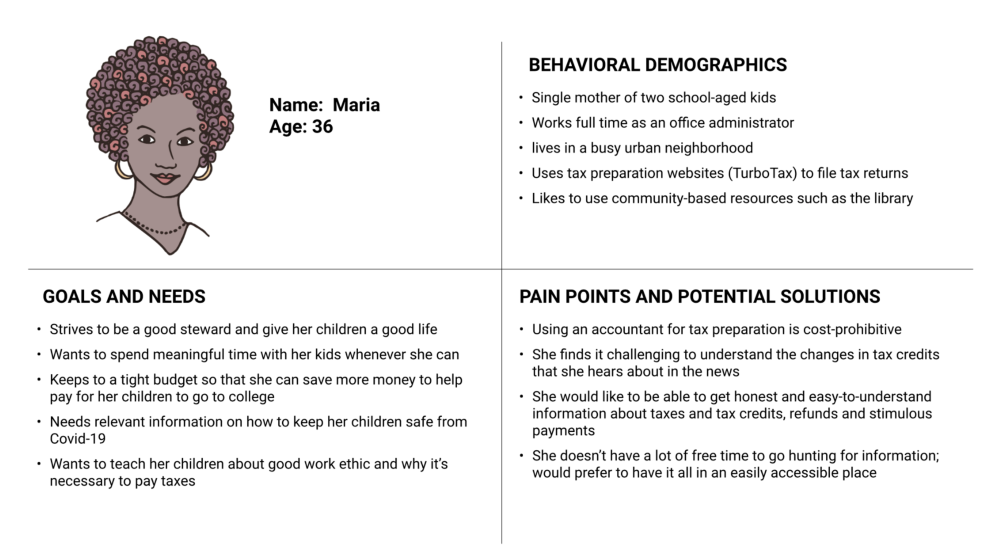 Name: Maria
Age: 36
BEHAVIORAL DEMOGRAPHICS
• Single mother of two school-aged kids
• Works full time as an office administrator
• lives in a busy urban neighborhood
• Uses tax preparation websites (TurboTax) to file tax returns
• Likes to use community-based resources such as the library
GOALS AND NEEDS
• Strives to be a good steward and give her children a good life
• Wants to spend meaningful time with her kids whenever she can
• Keeps to a tight budget so that she can save more money to help
pay for her children to go to college
• Needs relevant information on how to keep her children safe from
Covid-19
• Wants to teach her children about good work ethic and why it's
necessary to pay taxes
PAIN POINTS AND POTENTIAL SOLUTIONS
• Using an accountant for tax preparation is cost-prohibitive
• She finds it challenging to understand the changes in tax credits
that she hears about in the news
• She would like to be able to get honest and easy-to-understand
information about taxes and tax credits, refunds and stimulous
payments
• She doesn't have a lot of free time to go hunting for information;
would prefer to have it all in an easily accessible place